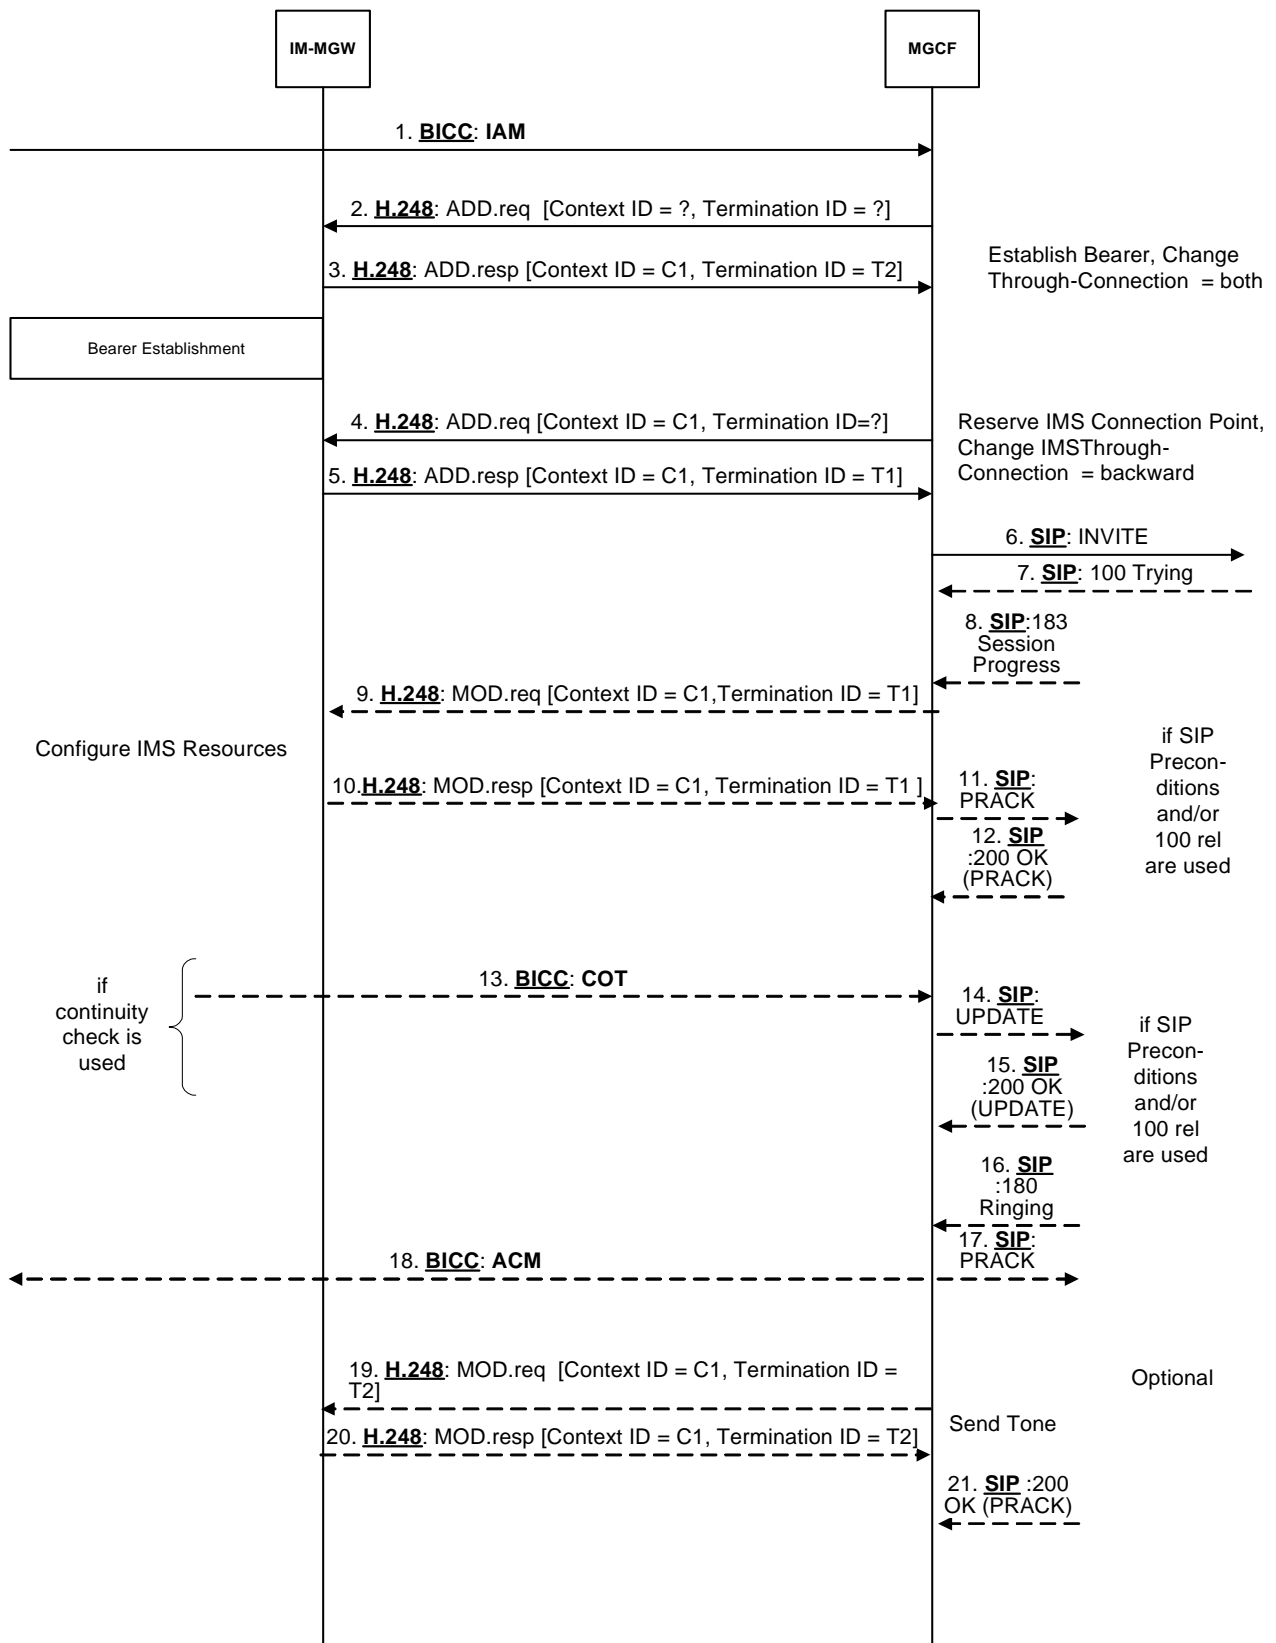 IM-MGW
MGCF
1. BICC: IAM
2. H.248: ADD.req [Context ID = ?, Termination ID = ?]
3. H.248: ADD.resp [Context ID = C1, Termination ID = T2]
Establish Bearer, Change
Through-Connection = both
Bearer Establishment
4. H.248: ADD.req [Context ID = C1, Termination ID=?]
5. H.248: ADD.resp [Context ID = C1, Termination ID = T1]
Reserve IMS Connection Point,
Change IMSThrough-
Connection = backward
6. SIP: INVITE
7. SIP: 100 Trying
8. SIP:183
Session
Progress
9. H.248: MOD.req [Context ID = C1,Termination ID = T1]
Configure IMS Resources
10.H.248: MOD.resp [Context ID = C1, Termination ID = T1 ]
11. SIP:
PRACK
12. SIP
:200 OK
(PRACK)
if SIP
Precon-
ditions
and/or
100 rel
are used
if
continuity
check is
used
13. BICC: COT
14. SIP:
UPDATE
15. SIP
:200 OK
(UPDATE)
if SIP
Precon-
ditions
and/or
100 rel
are used
16. SIP
:180
Ringing
17. SIP:
PRACK
18. BICC: ACM
19. H.248: MOD.req [Context ID = C1, Termination ID =
T2]
Optional
20. H.248: MOD.resp [Context ID = C1, Termination ID = T2]
Send Tone
21. SIP :200
OK (PRACK)